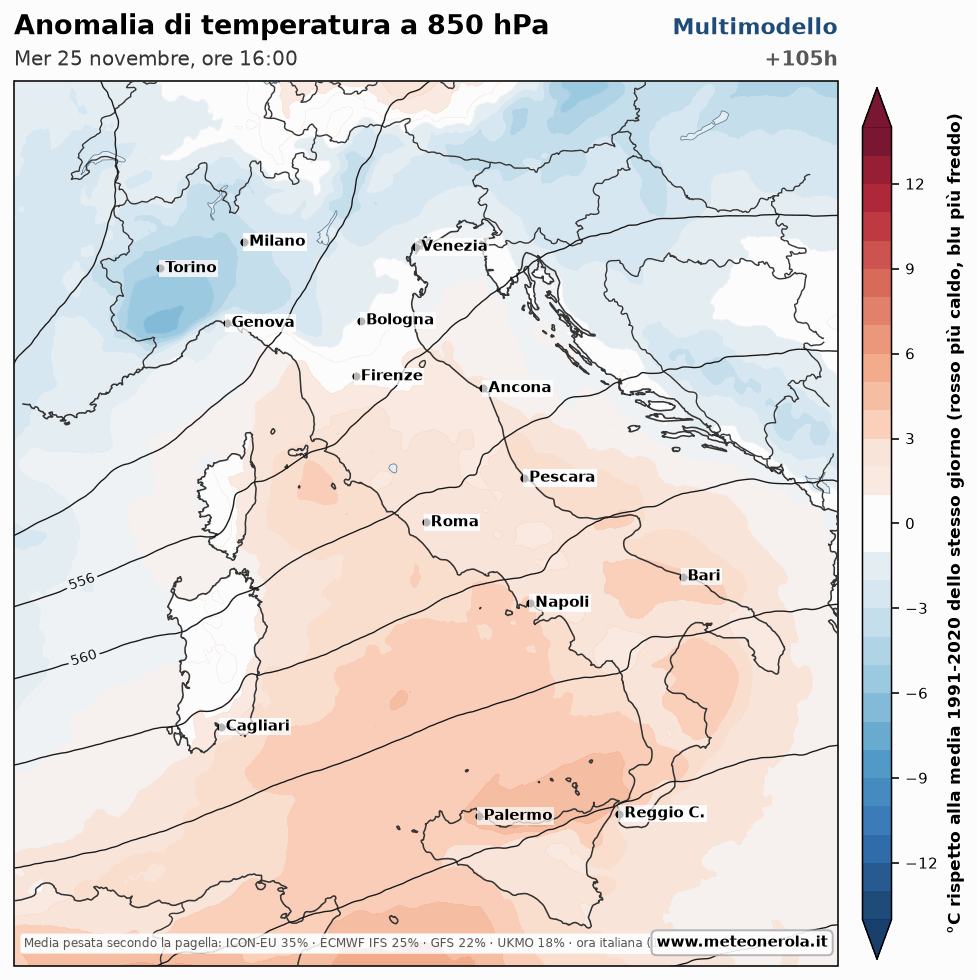 Anomalia di temperatura a 850 hPa
Multimodello
Mer 25 novembre, ore 16:00
+105h
Milano
Venezia
Torino
Genova
Bologna
Firenze
Ancona
Pescara
Roma
556
Bari
Napoli
560
Cagliari
Palermo
Reggio C.
12
9
6
3
0
−3
−6
−9
−12
°C rispetto alla media 1991-2020 dello stesso giorno (rosso più caldo, blu più freddo)
Media pesata secondo la pagella: ICON-EU 35% · ECMWF IFS 25% · GFS 22% · UKMO 18% · ora italiana (
www.meteonerola.it